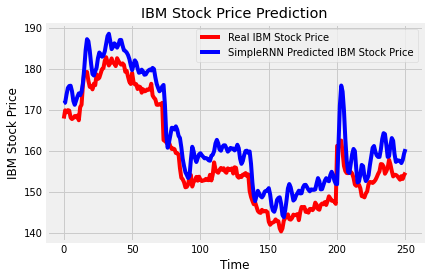 IBM Stock Price Prediction
Real IBM Stock Price
SimpleRNN Predicted IBM Stock Price
IBM Stock Price
190
180
170
160
150
140
0
50
100
150
200
250
Time